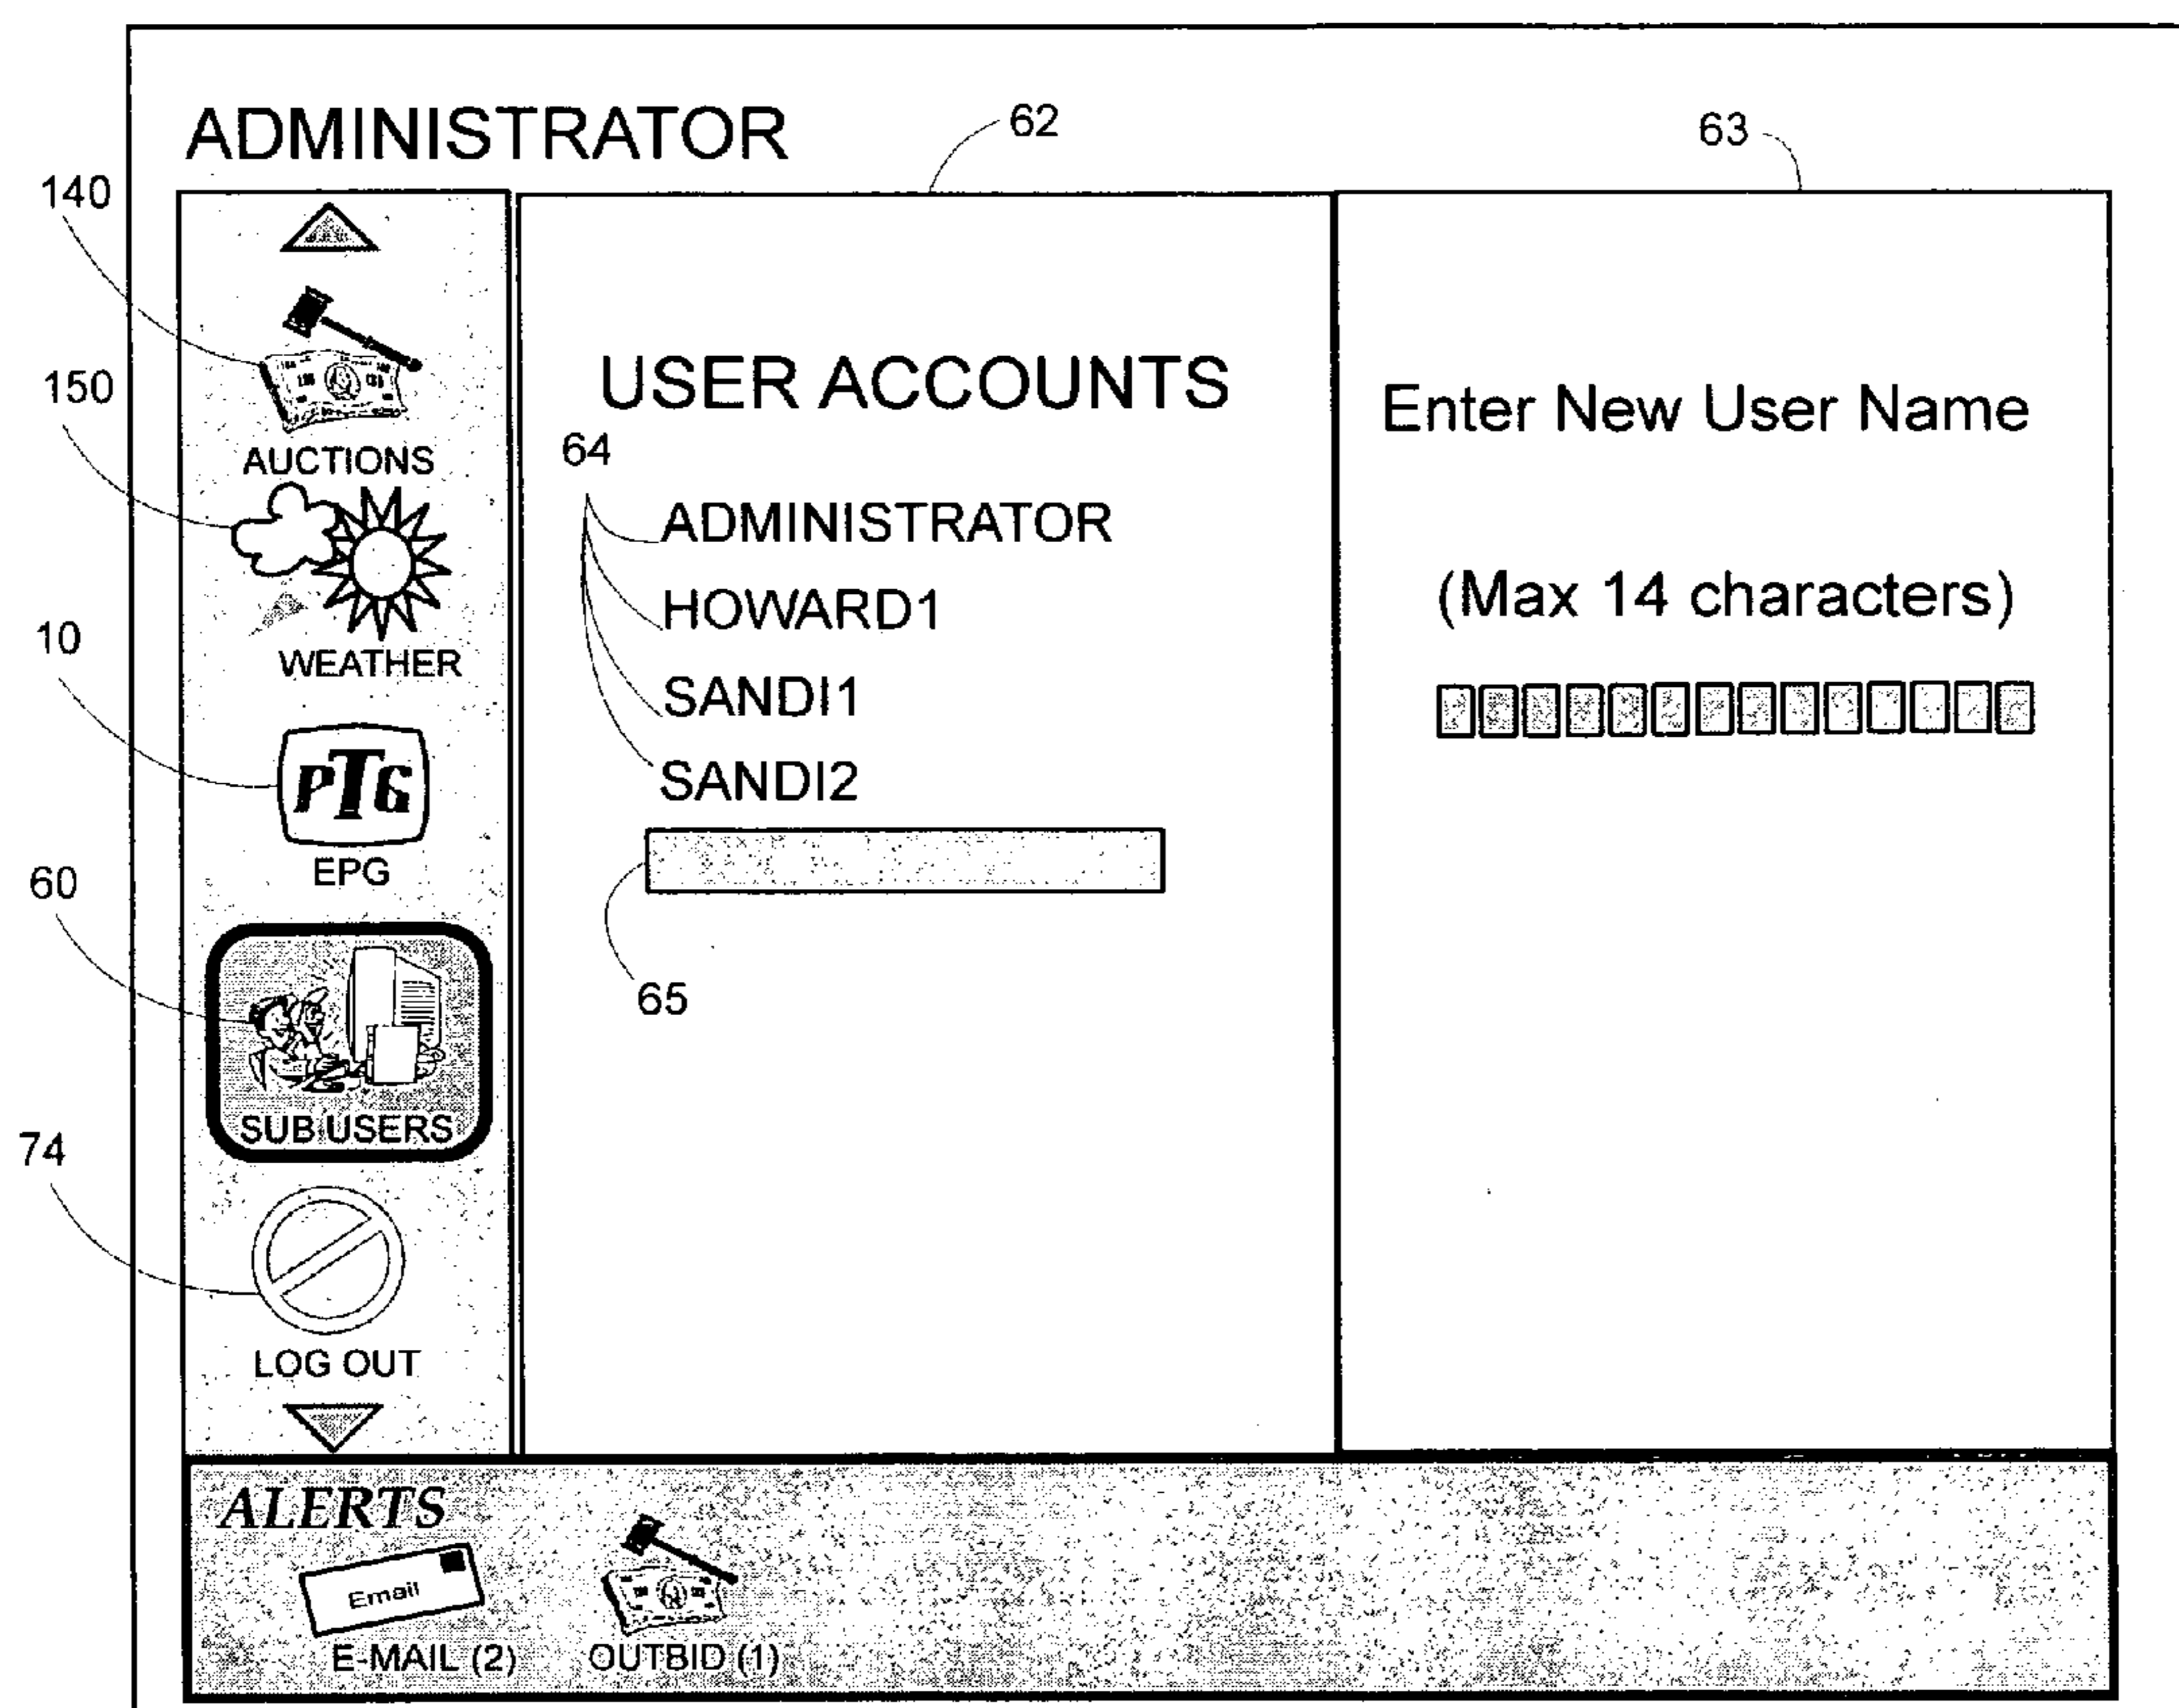 ADMINISTRATOR
62
63
140
150
10
60
74
AUCTIONS
WEATHER
PTG
EPG
SUB USERS
LOG OUT
USER ACCOUNTS
64
ADMINISTRATOR
HOWARD1
SANDI1
SANDI2
65
Enter New User Name
(Max 14 characters)
ALERTS
Email
E-MAIL (2)
OUTBID (1)